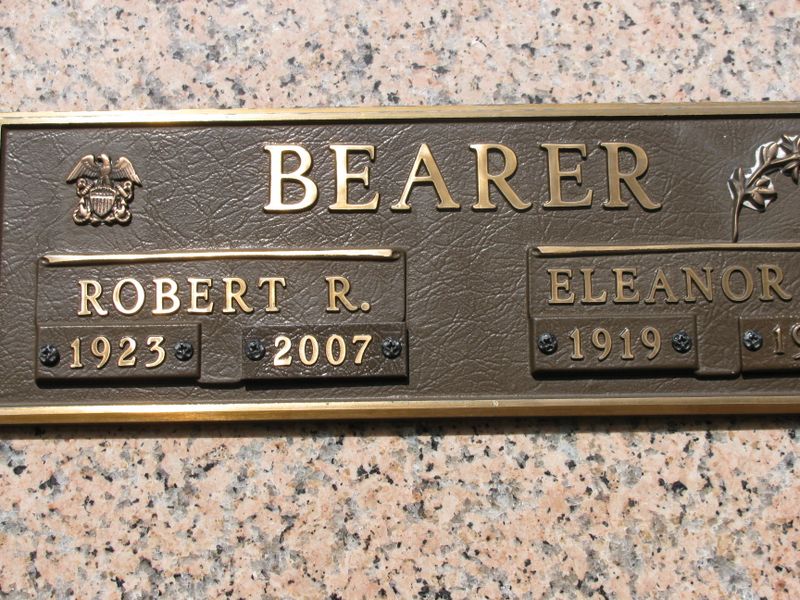 BEARER
ROBERT R.
ELEANOR
1923 2007
1919